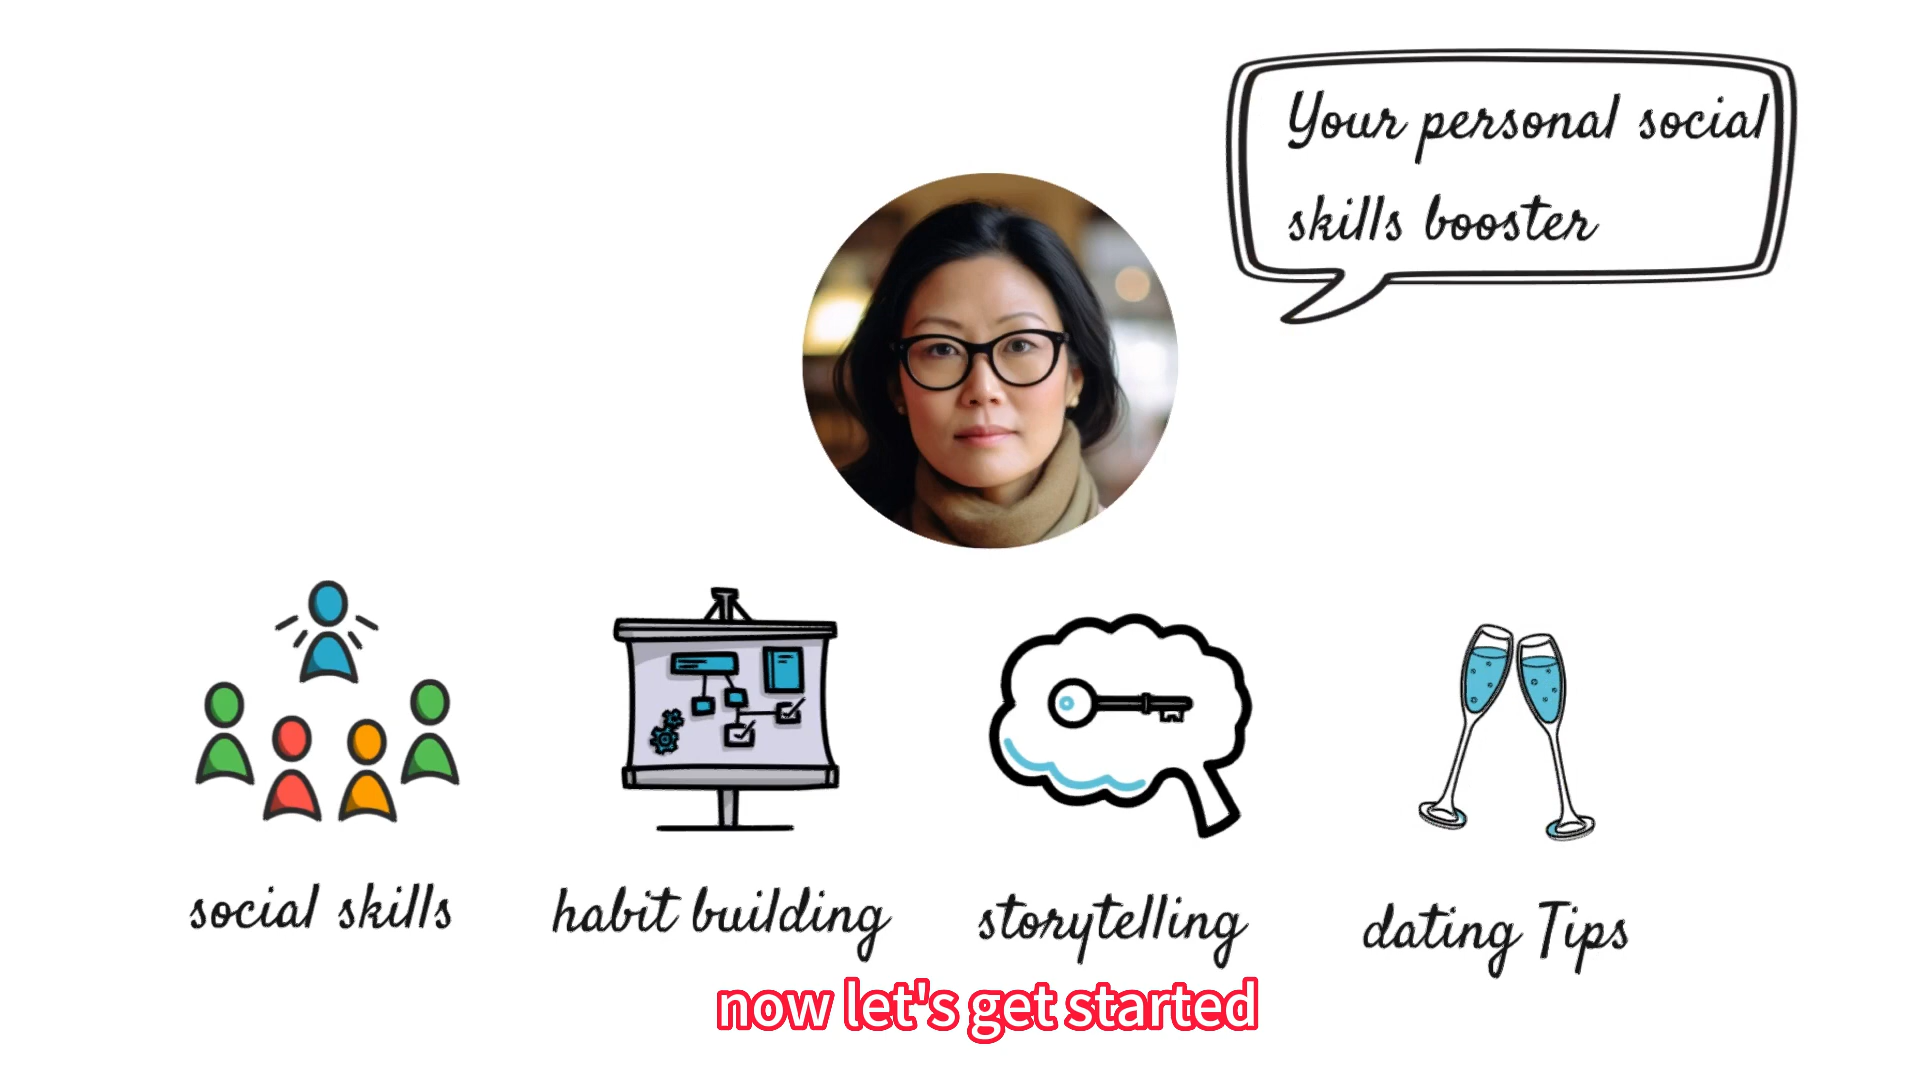 Your personal social
skills booster
social skills
habit building
storytelling
dating Tips
now let's get started